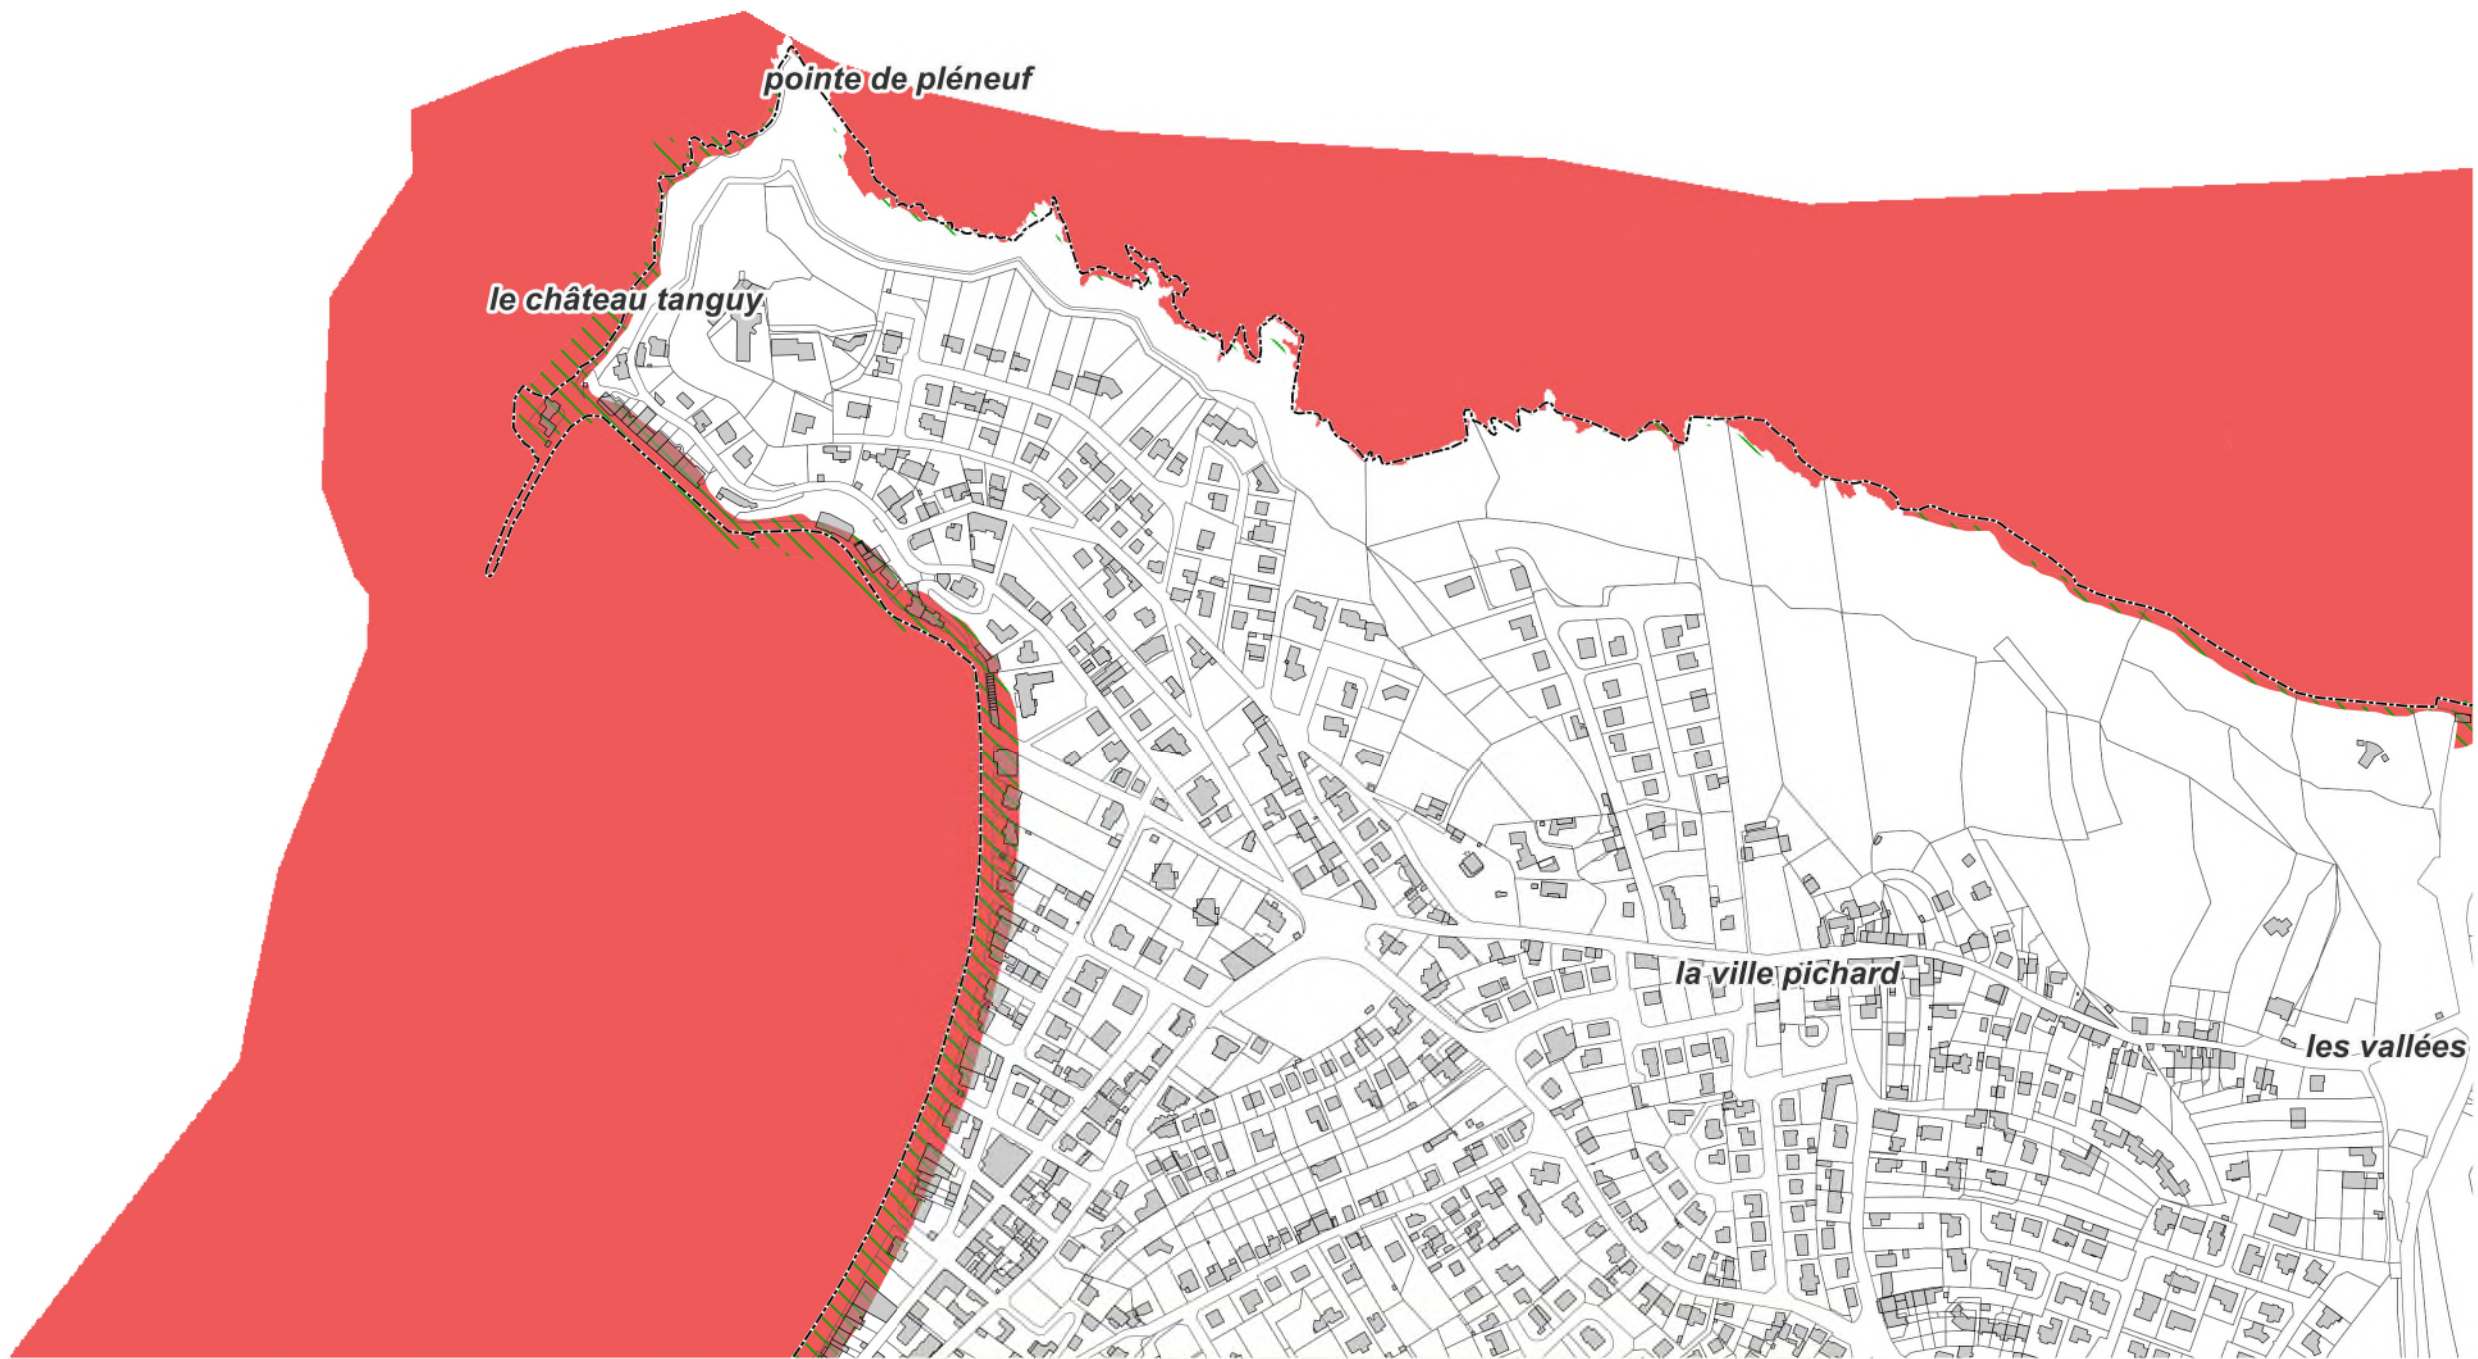 pointe de pléneuf
le château tanguy
la ville pichard
les vallées